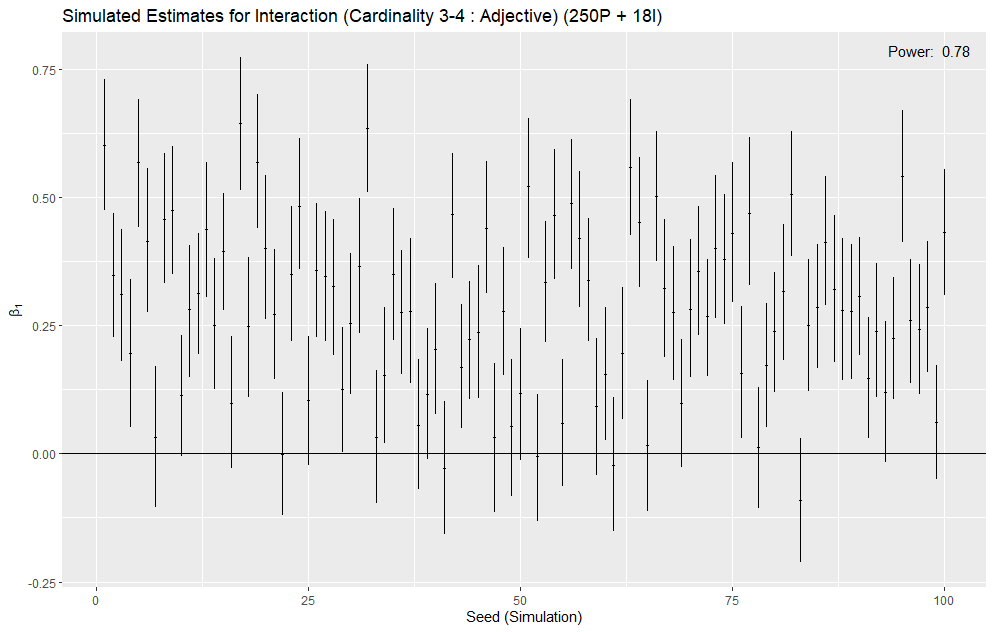 Simulated Estimates for Interaction (Cardinality 3-4 : Adjective) (250P + 18I)
Power: 0.78
0.75
0.50
0.25
0.00
-0.25
β1
0
25
50
75
100
Seed (Simulation)